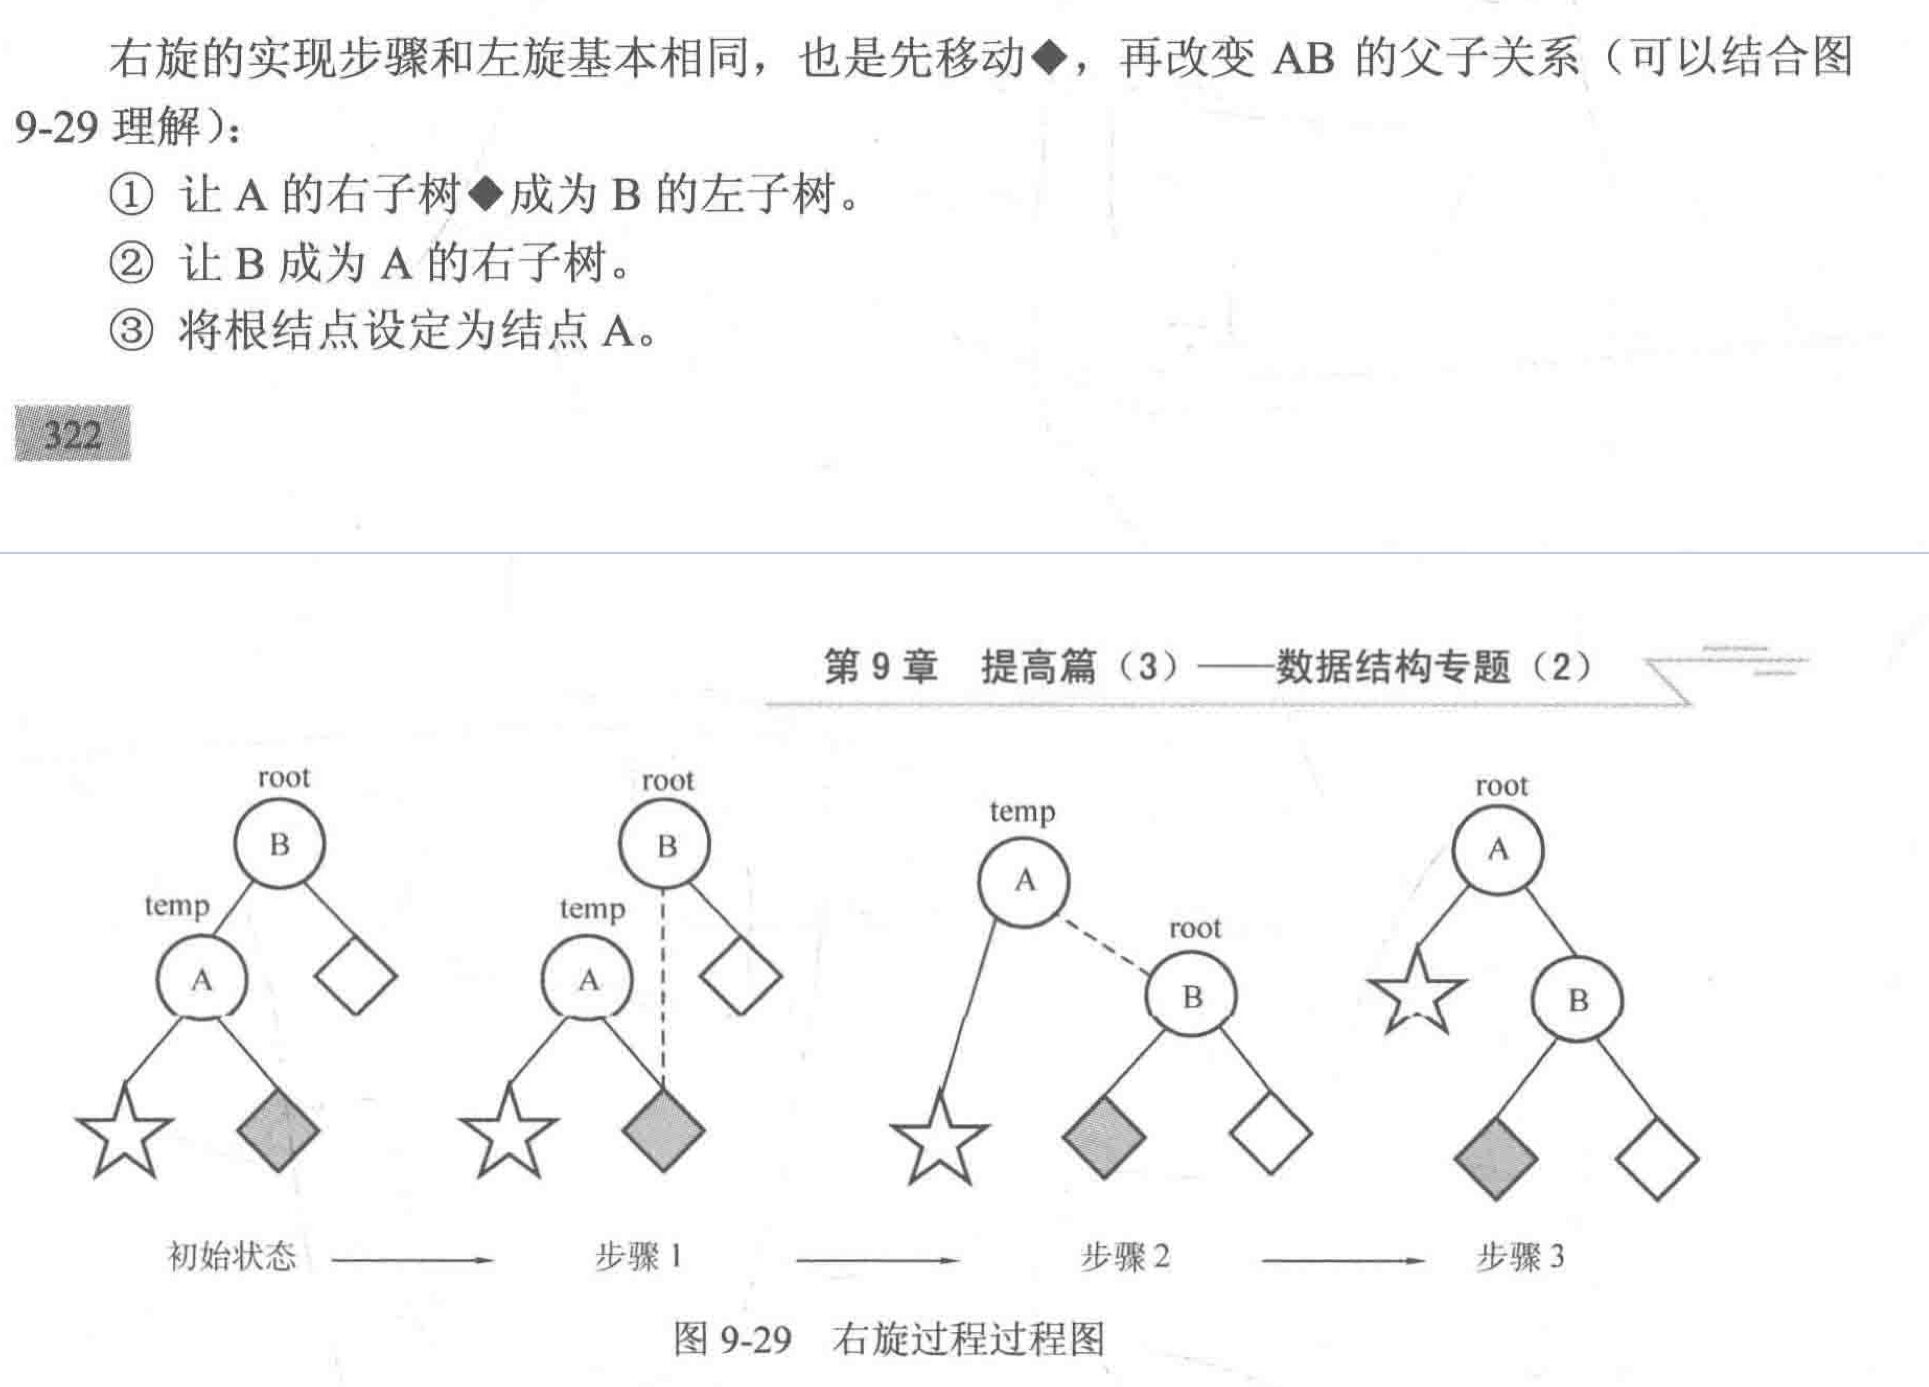 右旋的实现步骤和左旋基本相同，也是先移动◆，再改变 AB 的父子关系（可以结合图
9-29 理解）：
① 让 A 的右子树◆成为 B 的左子树。
② 让 B 成为 A 的右子树。
③ 将根结点设定为结点 A。
322
第 9 章 提高篇（3）——数据结构专题（2）
root
B
temp
A
root
B
temp
A
temp
A
root
B
root
A
B
初始状态
步骤 1
步骤 2
步骤 3
图 9-29 右旋过程过程图